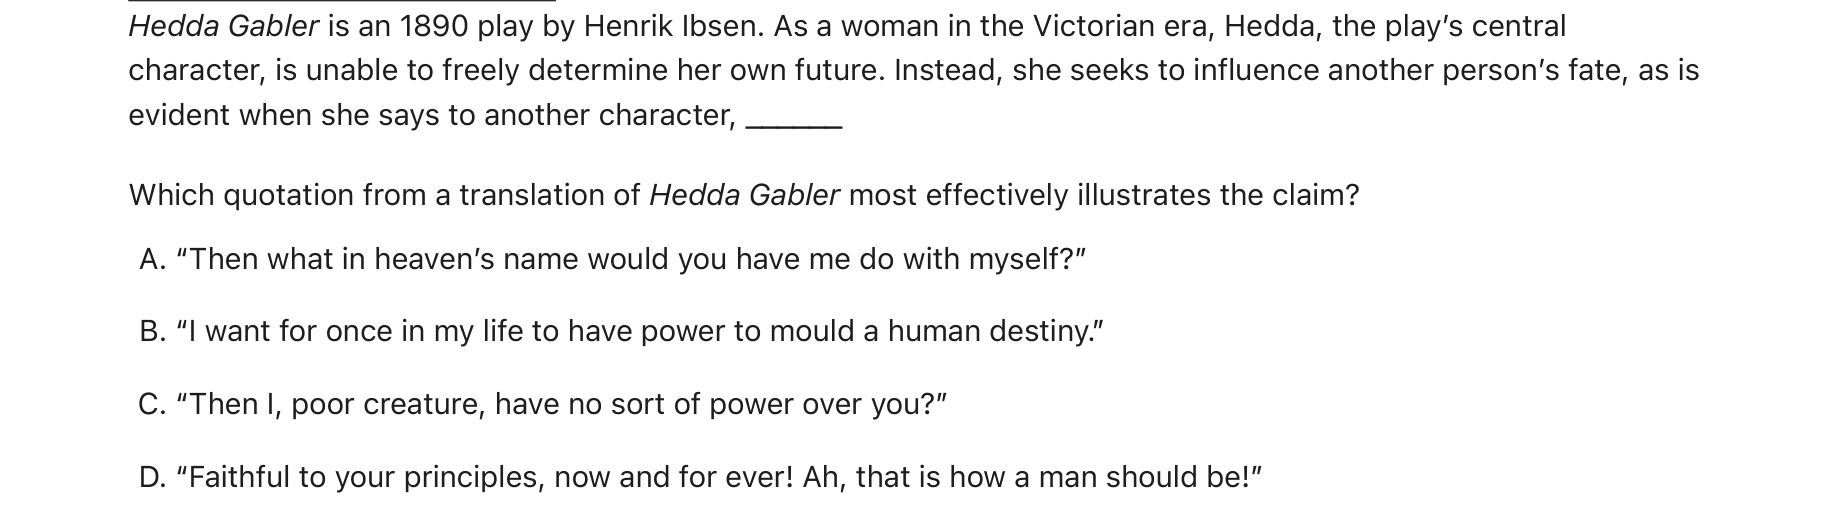 Hedda Gabler is an 1890 play by Henrik Ibsen. As a woman in the Victorian era, Hedda, the play’s central
character, is unable to freely determine her own future. Instead, she seeks to influence another person’s fate, as is
evident when she says to another character, ______
Which quotation from a translation of Hedda Gabler most effectively illustrates the claim?
A. “Then what in heaven’s name would you have me do with myself?”
B. “I want for once in my life to have power to mould a human destiny.”
C. “Then I, poor creature, have no sort of power over you?”
D. “Faithful to your principles, now and for ever! Ah, that is how a man should be!”